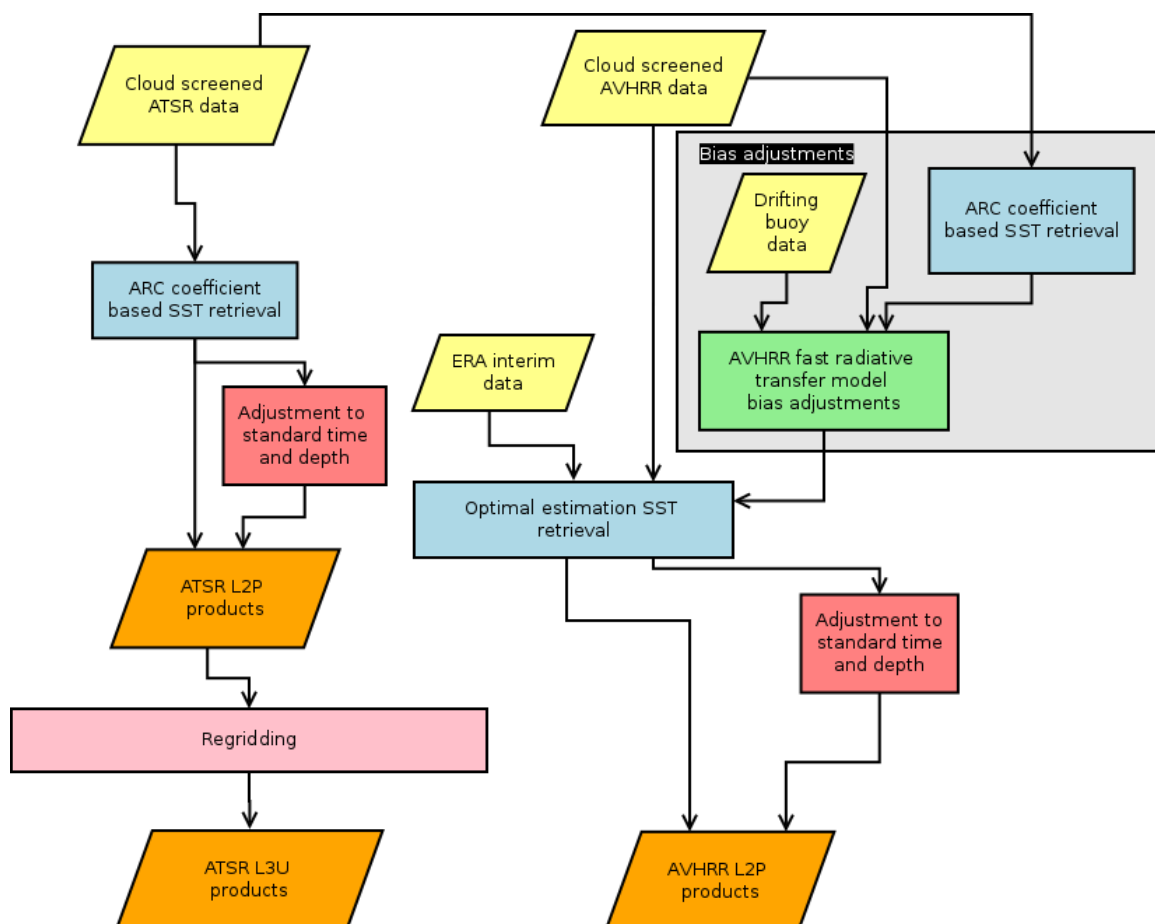 Cloud screened
ATSR data
Cloud screened
AVHRR data
Bias adjustments
Drifting
buoy
data
ARC coefficient
based SST retrieval
ARC coefficient
based SST retrieval
ERA interim
data
AVHRR fast radiative
transfer model
bias adjustments
Adjustment to
standard time
and depth
Optimal estimation SST
retrieval
ATSR L2P
products
Adjustment to
standard time
and depth
Regridding
ATSR L3U
products
AVHRR L2P
products